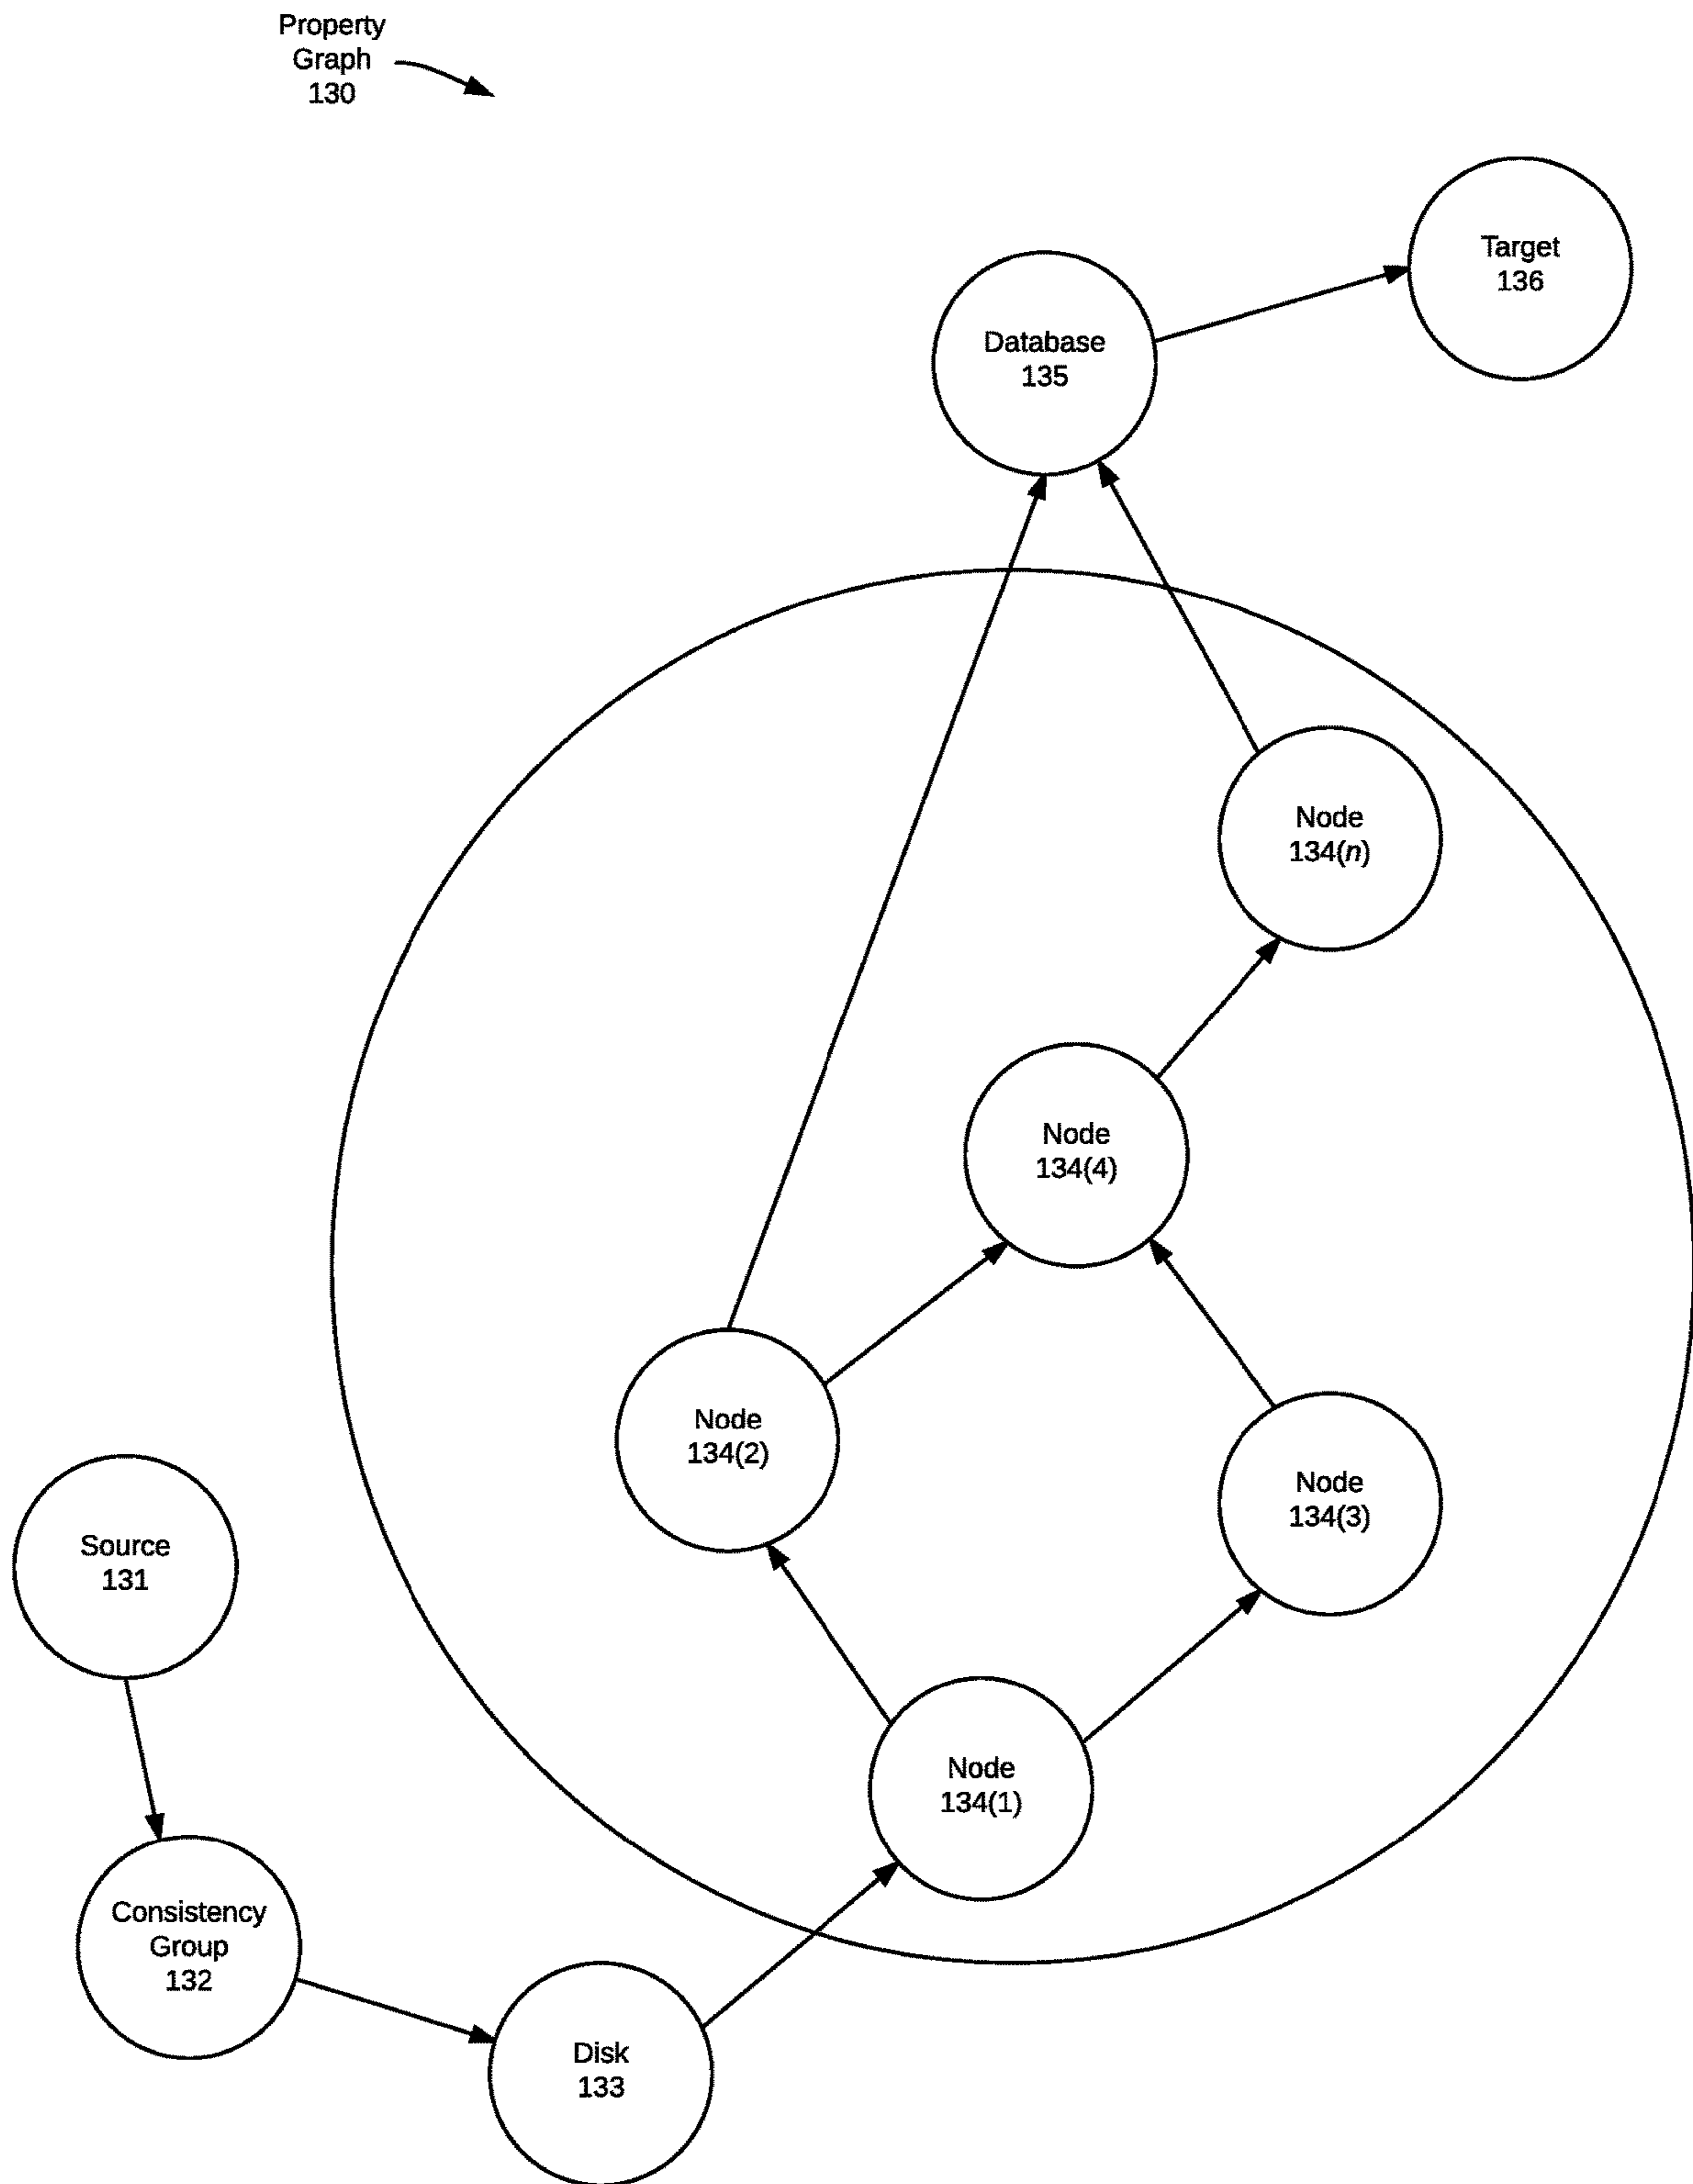 Property
Graph
130
Target
136
Database
135
Node
134(n)
Node
134(4)
Node
134(2)
Node
134(3)
Source
131
Node
134(1)
Consistency
Group
132
Disk
133